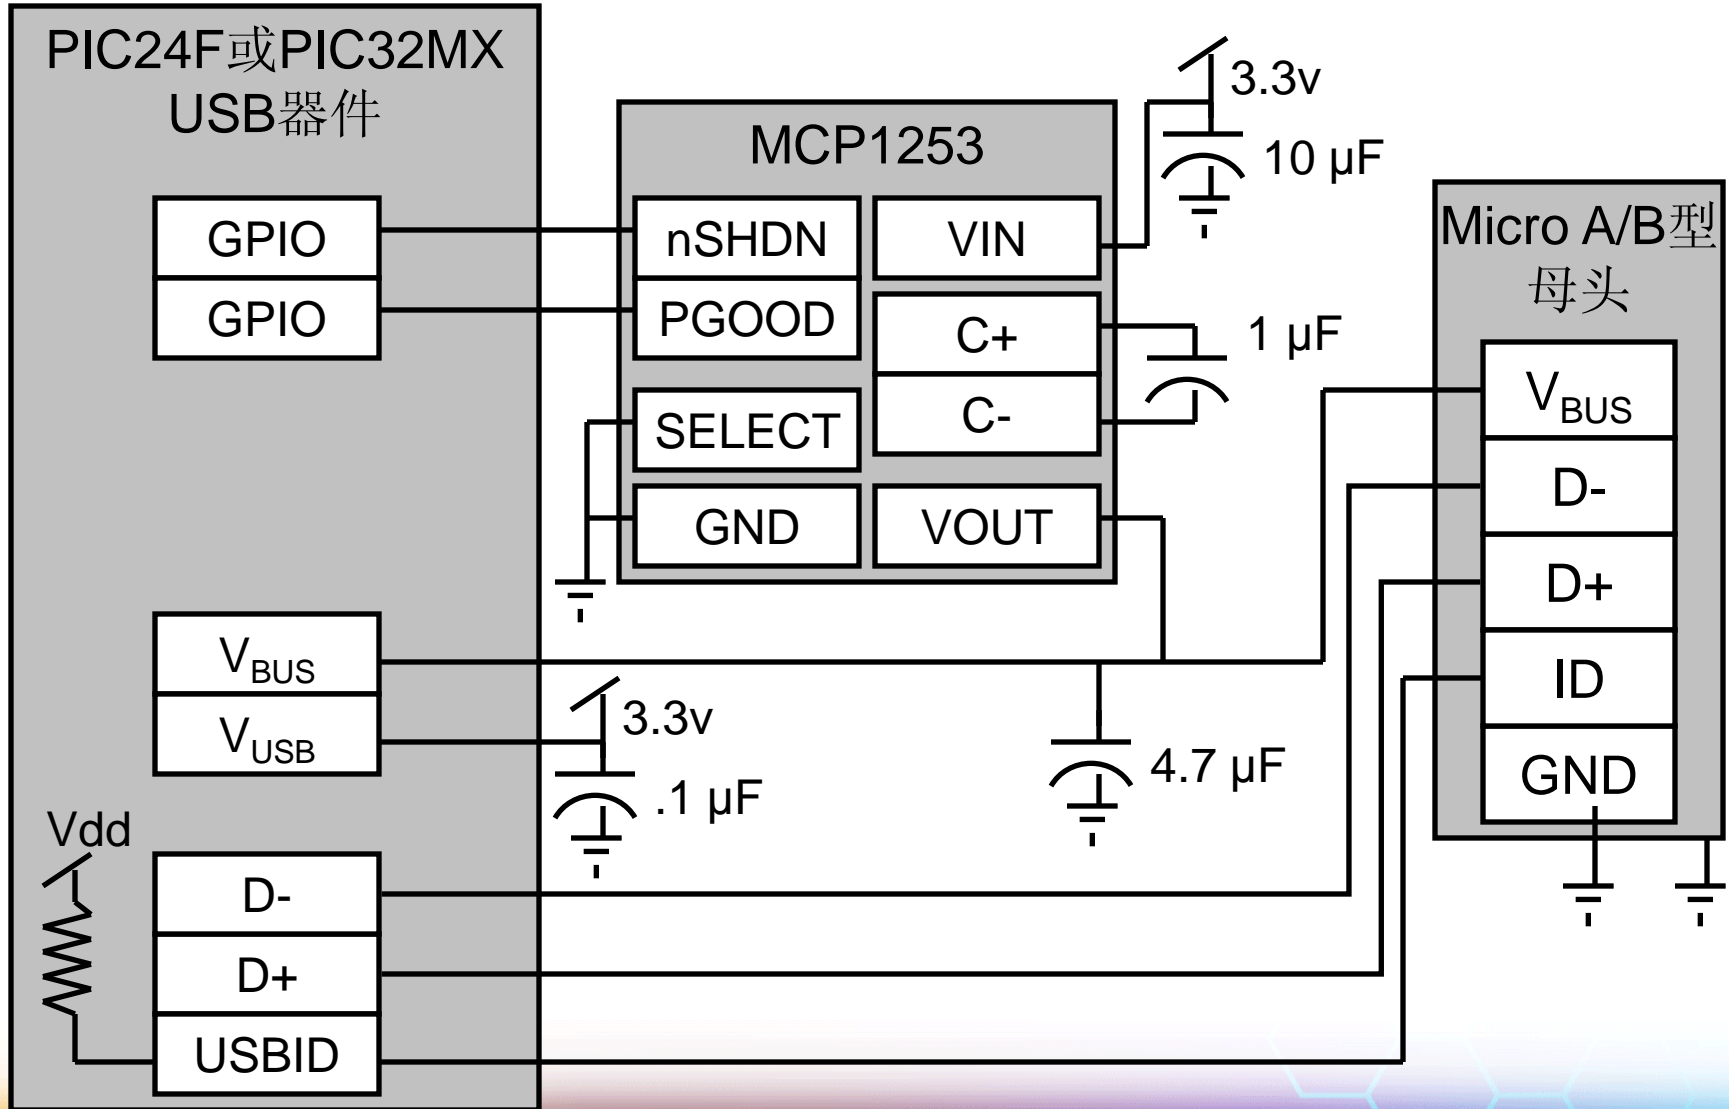 PIC24F或PIC32MX
USB器件
GPIO
GPIO
VBUS
VUSB
3.3v
.1 µF
Vdd
D-
D+
USBID
MCP1253
nSHDN
PGOOD
SELECT
GND
VIN
C+
C-
VOUT
3.3v
10 µF
1 µF
4.7 µF
Micro A/B型
母头
VBUS
D-
D+
ID
GND